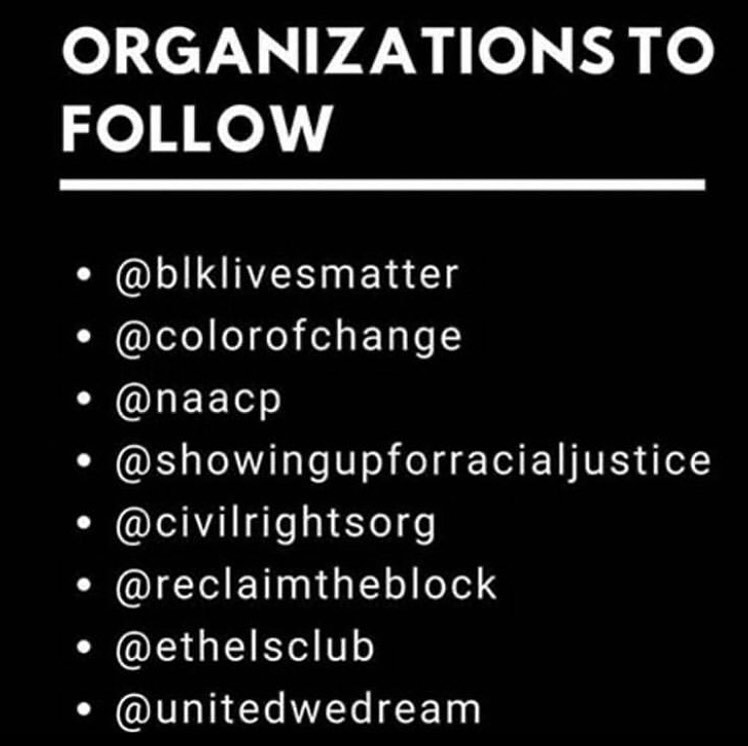 ORGANIZATIONS TO
FOLLOW
• @blklivesmatter
• @colorofchange
• @naacp
• @showingupforracialjustice
• @civilrightsorg
• @reclaimtheblock
• @ethelsclub
• @unitedwedream